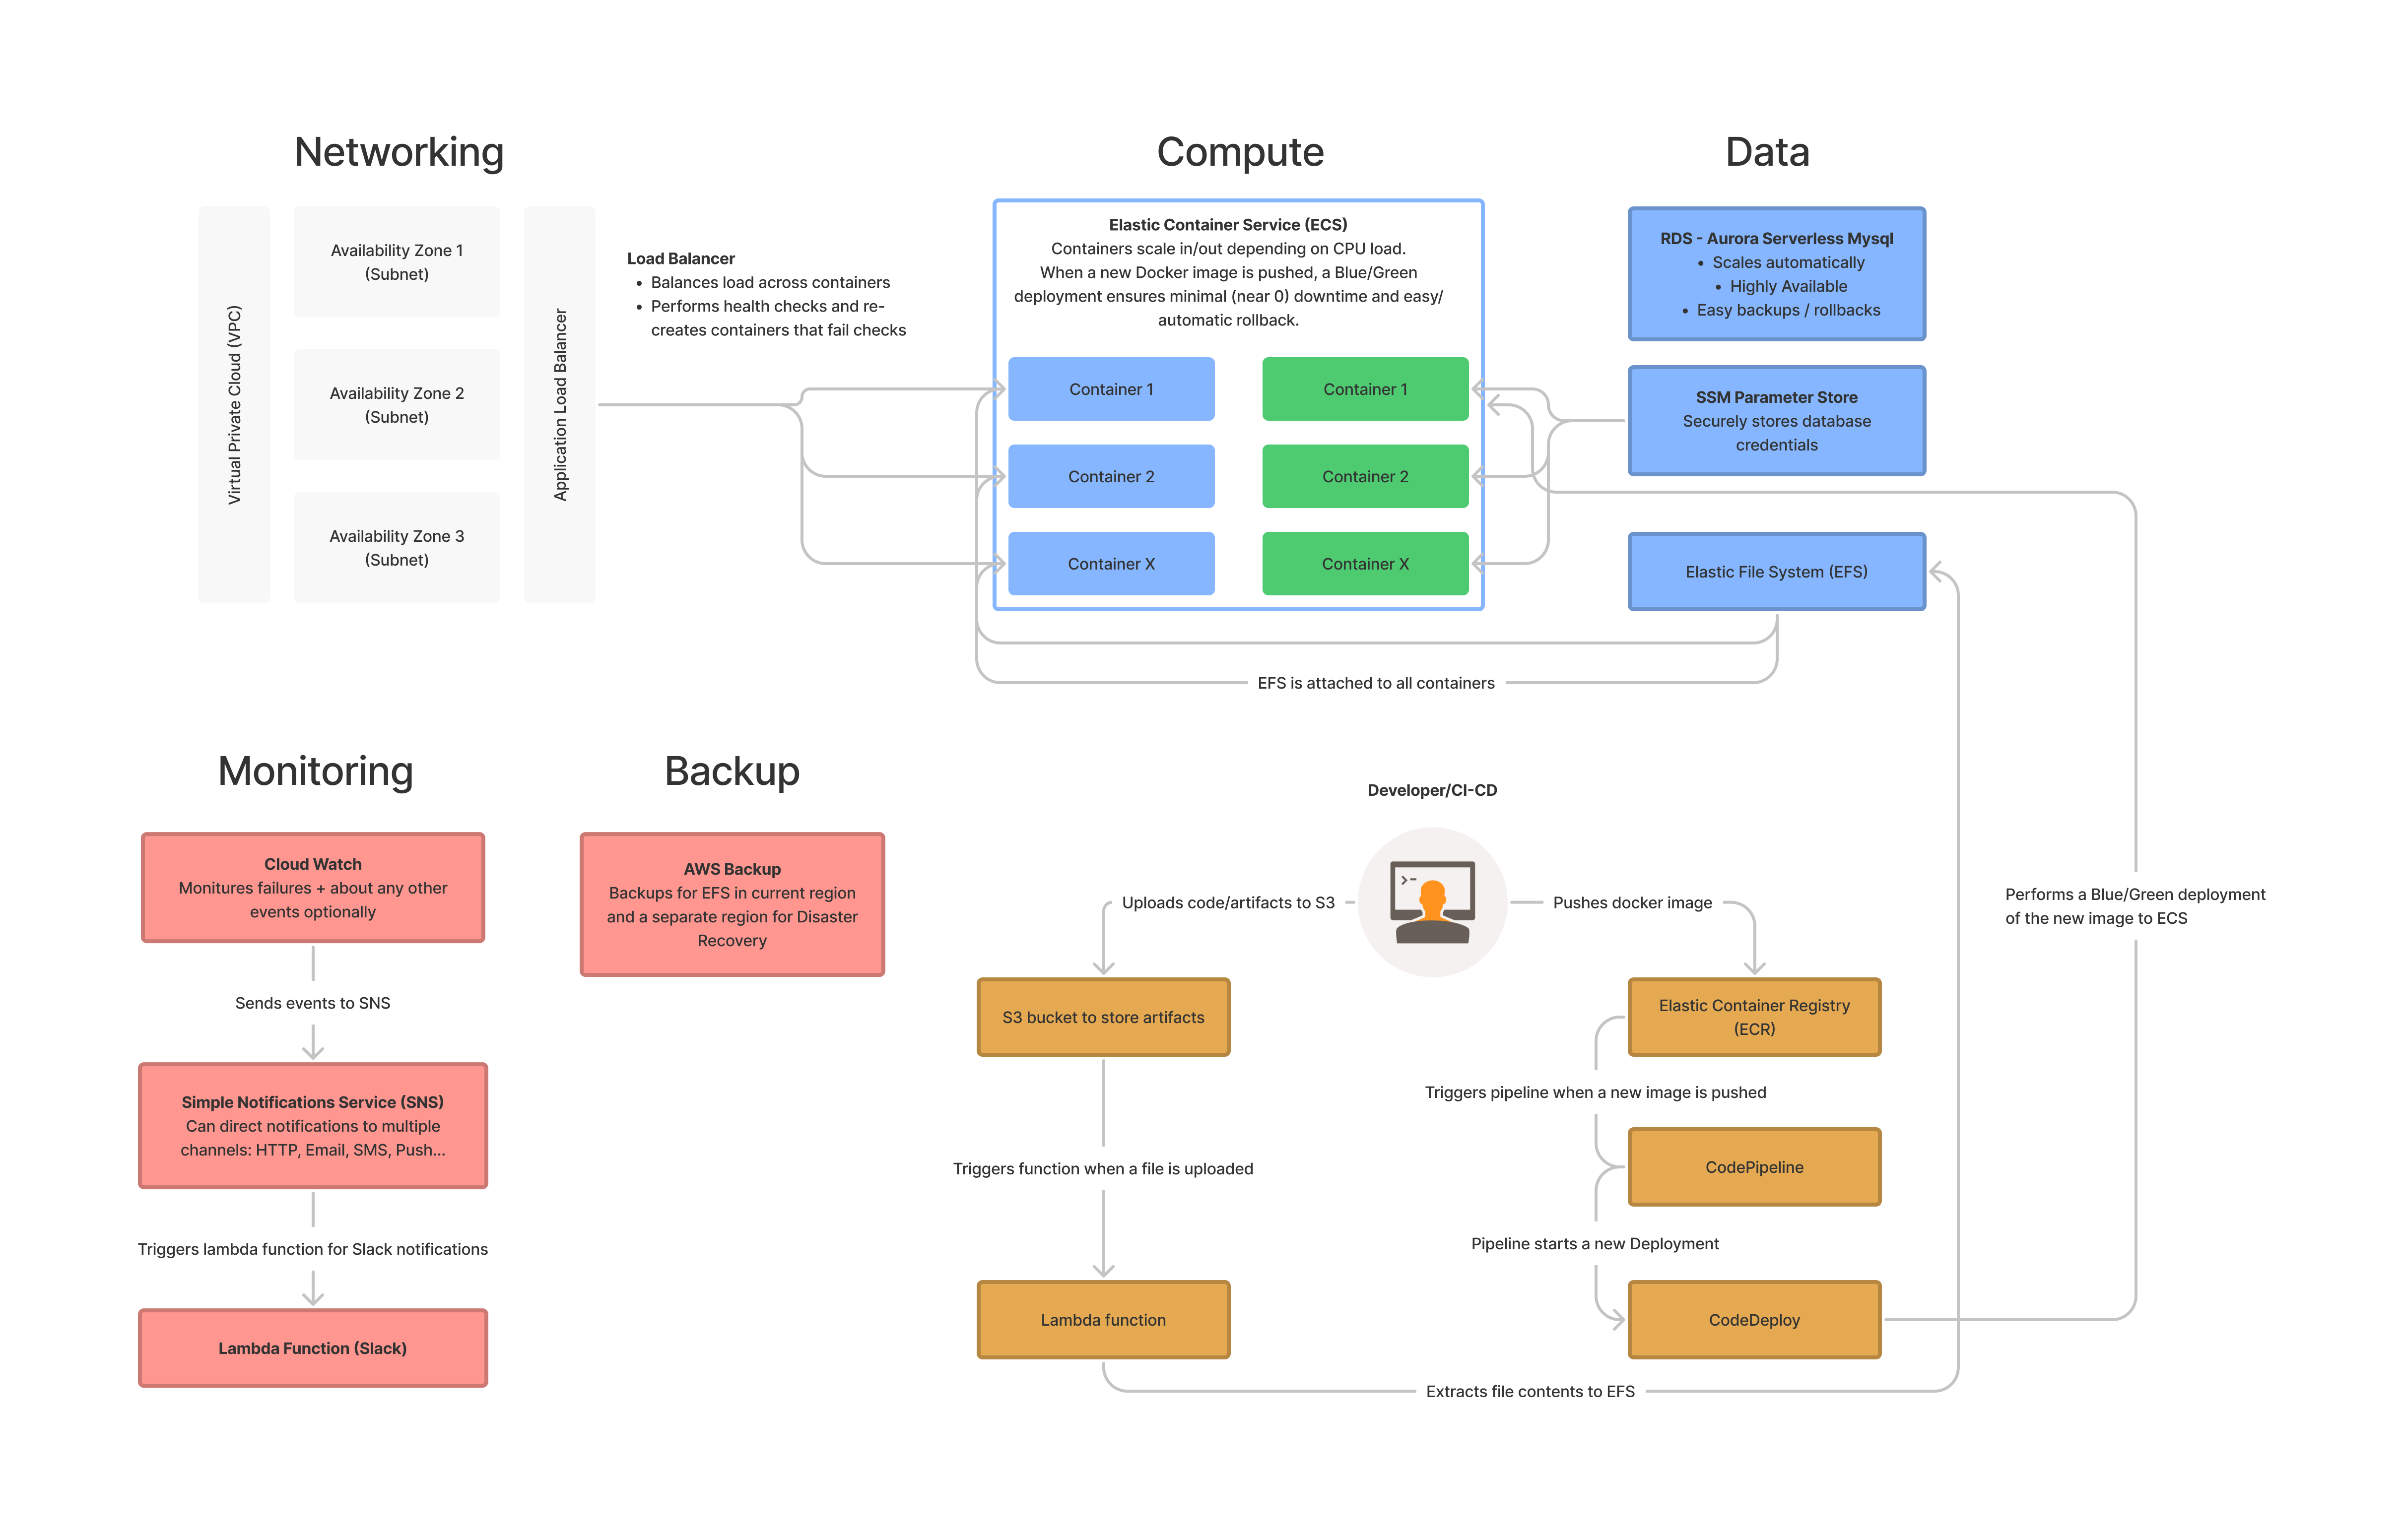 Networking
Compute
Data
Virtual Private Cloud (VPC)
Availability Zone 1
(Subnet)
Availability Zone 2
(Subnet)
Availability Zone 3
(Subnet)
Application Load Balancer
Load Balancer
• Balances load across containers
• Performs health checks and re-
creates containers that fail checks
Elastic Container Service (ECS)
Containers scale in/out depending on CPU load.
When a new Docker image is pushed, a Blue/Green
deployment ensures minimal (near 0) downtime and easy/
automatic rollback.
Container 1
Container 1
Container 2
Container 2
Container X
Container X
RDS - Aurora Serverless Mysql
• Scales automatically
• Highly Available
• Easy backups / rollbacks
SSM Parameter Store
Securely stores database
credentials
Elastic File System (EFS)
EFS is attached to all containers
Monitoring
Backup
Cloud Watch
Monitures failures + about any other
events optionally
Sends events to SNS
Simple Notifications Service (SNS)
Can direct notifications to multiple
channels: HTTP, Email, SMS, Push...
Triggers lambda function for Slack notifications
Lambda Function (Slack)
AWS Backup
Backups for EFS in current region
and a separate region for Disaster
Recovery
Developer/CI-CD
Uploads code/artifacts to S3
Pushes docker image
S3 bucket to store artifacts
Triggers function when a file is uploaded
Lambda function
Extracts file contents to EFS
Elastic Container Registry
(ECR)
Triggers pipeline when a new image is pushed
CodePipeline
Pipeline starts a new Deployment
CodeDeploy
Performs a Blue/Green deployment
of the new image to ECS